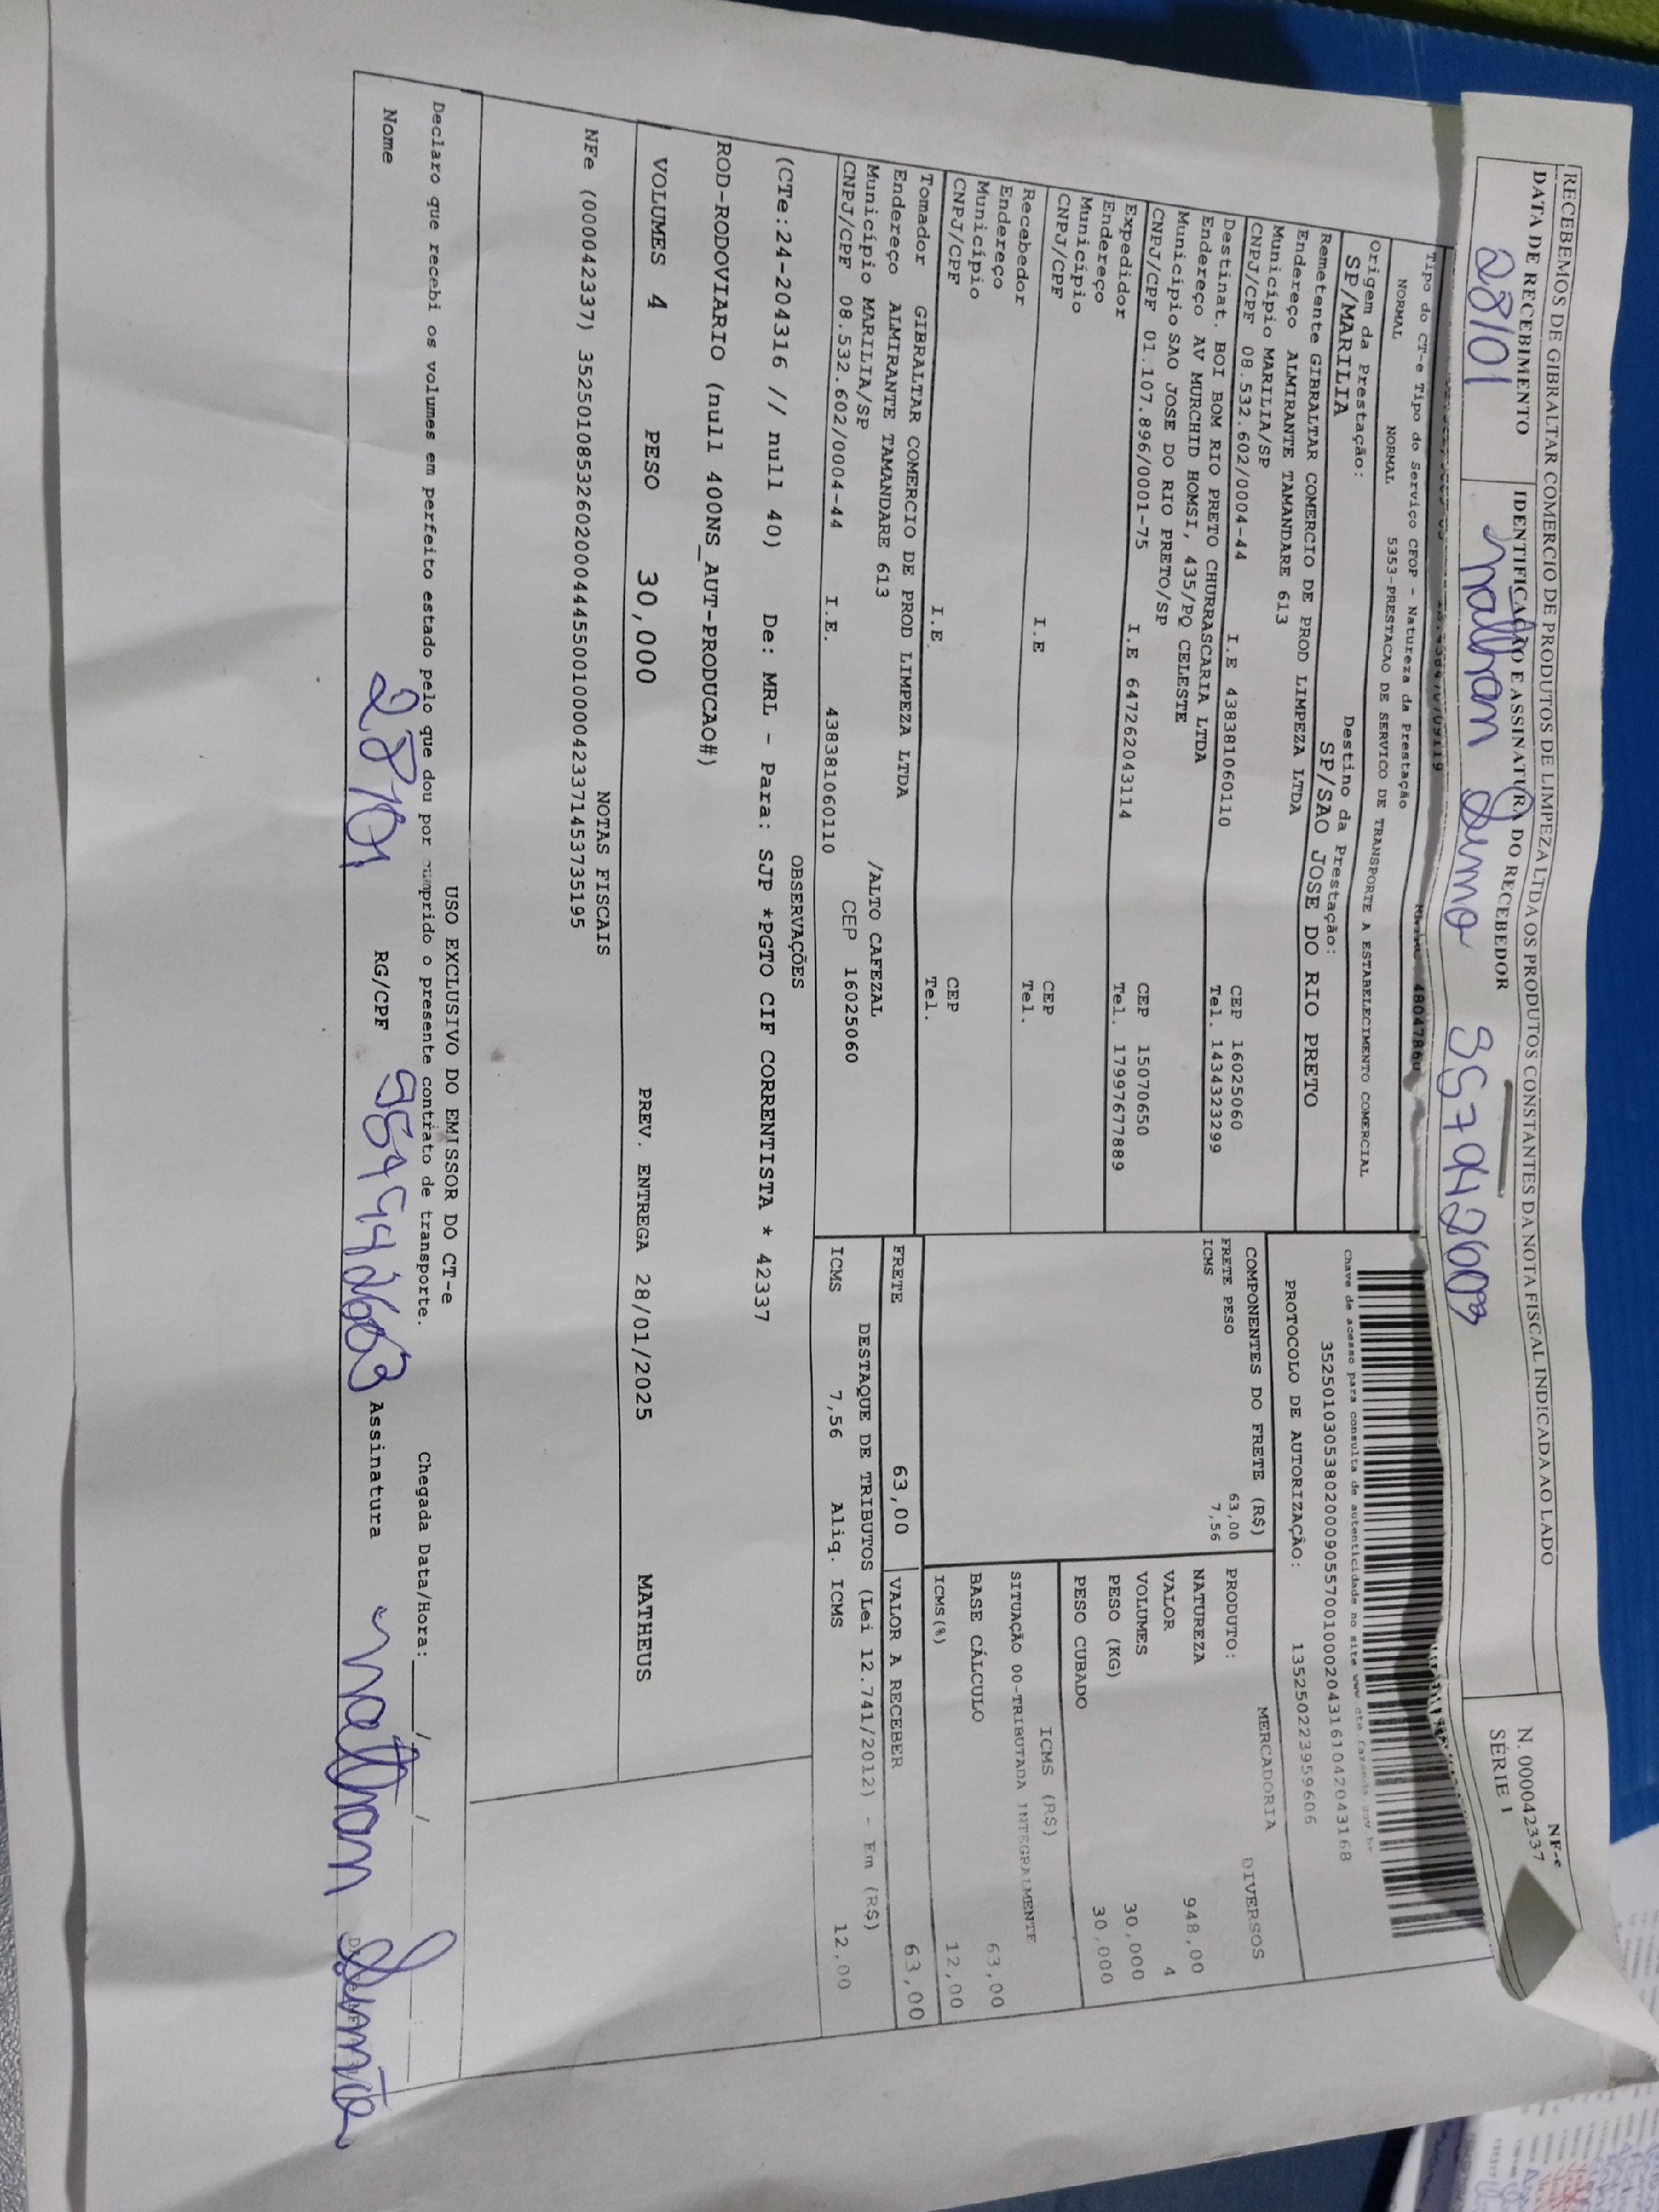 RECEBEMOS DE GIBRALTAR COMERCIO DE PRODUTOS DE LIMPEZA LTDA OS PRODUTOS CONSTANTES DA NOTA FISCAL INDICADA AO LADO
DATA DE RECEBIMENTO
IDENTIFICAÇÃO E ASSINATURA DO RECEBEDOR
28/01
NF-e
N. 000042337
SÉRIE 1
Tipo do CT-e Tipo do Serviço CFOP - Natureza da Prestação
NORMAL NORMAL 5353-PRESTACAO DE SERVICO DE TRANSPORTE A ESTABELECIMENTO COMERCIAL
Origem da Prestação: Destino da Prestação:
SP/MARILIA SP/SAO JOSE DO RIO PRETO
Remetente GIBRALTAR COMERCIO DE PROD LIMPEZA LTDA
Endereço ALMIRANTE TAMANDARE 613
Município MARILIA/SP CEP 16025060
CNPJ/CPF 08.532.602/0004-44 I.E 438381060110 Tel. 1434323299
Destinat. BOI BOM RIO PRETO CHURRASCARIA LTDA
Endereço AV MURCHID HOMSI, 435/PQ CELESTE
Município SAO JOSE DO RIO PRETO/SP CEP 15070650
CNPJ/CPF 01.107.896/0001-75 I.E 647262043114 Tel. 17997677889
Expedidor
Endereço
Município CEP
CNPJ/CPF I.E Tel.
Recebedor
Endereço
Município CEP
CNPJ/CPF I.E. Tel.
Tomador GIBRALTAR COMERCIO DE PROD LIMPEZA LTDA
Endereço ALMIRANTE TAMANDARE 613 /ALTO CAFEZAL
Município MARILIA/SP CEP 16025060
CNPJ/CPF 08.532.602/0004-44 I.E. 438381060110
Chave de acesso para consulta de autenticidade no site www.cte.fazenda.gov.br
35250103053802000905570010002043161042043168
PROTOCOLO DE AUTORIZAÇÃO: 135250223959606
COMPONENTES DO FRETE (R$)
FRETE PESO 63,00
ICMS 7,56
MERCADORIA
PRODUTO: DIVERSOS
NATUREZA
VALOR 948,00
VOLUMES 4
PESO (KG) 30,000
PESO CUBADO 30,000
ICMS (R$)
SITUAÇÃO 00-TRIBUTADA INTEGRALMENTE
BASE CÁLCULO 63,00
ICMS(%) 12,00
FRETE 63,00 VALOR A RECEBER 63,00
DESTAQUE DE TRIBUTOS (Lei 12.741/2012) - Em (R$)
ICMS 7,56 Aliq. ICMS 12,00
OBSERVAÇÕES
(CTe:24-204316 // null 40) De: MRL - Para: SJP *PGTO CIF CORRENTISTA * 42337
ROD-RODOVIARIO (null 400NS_AUT-PRODUCAO#)
VOLUMES 4 PESO 30,000 PREV. ENTREGA 28/01/2025 MATHEUS
NOTAS FISCAIS
NFe (000042337) 35250108532602000444550010000423371453735195
USO EXCLUSIVO DO EMISSOR DO CT-e
Declaro que recebi os volumes em perfeito estado pelo que dou por cumprido o presente contrato de transporte. Chegada Data/Hora: / /
Nome 28/01 RG/CPF Assinatura